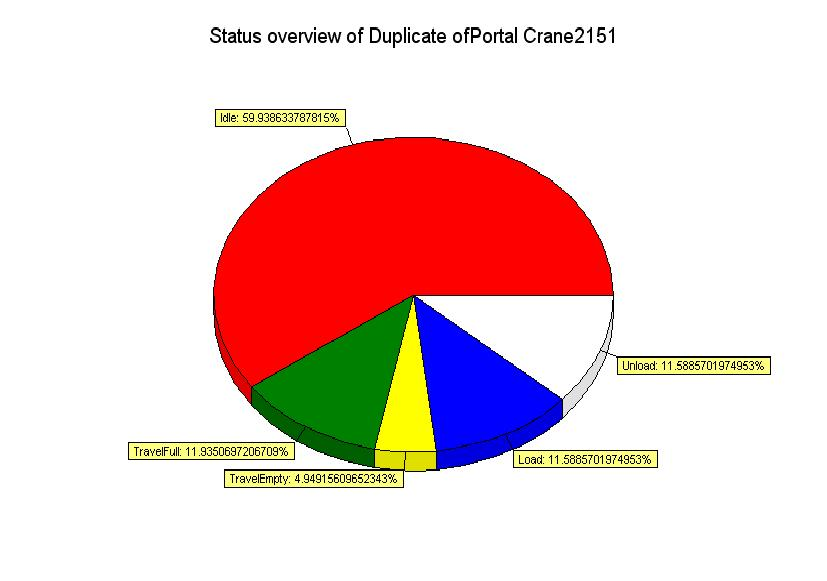 Status overview of Duplicate ofPortal Crane2151
Idle: 59.938633787815%
Unload: 11.5885701974953%
TravelFull: 11.9350697206709%
Load: 11.5885701974953%
TravelEmpty: 4.94915609652343%